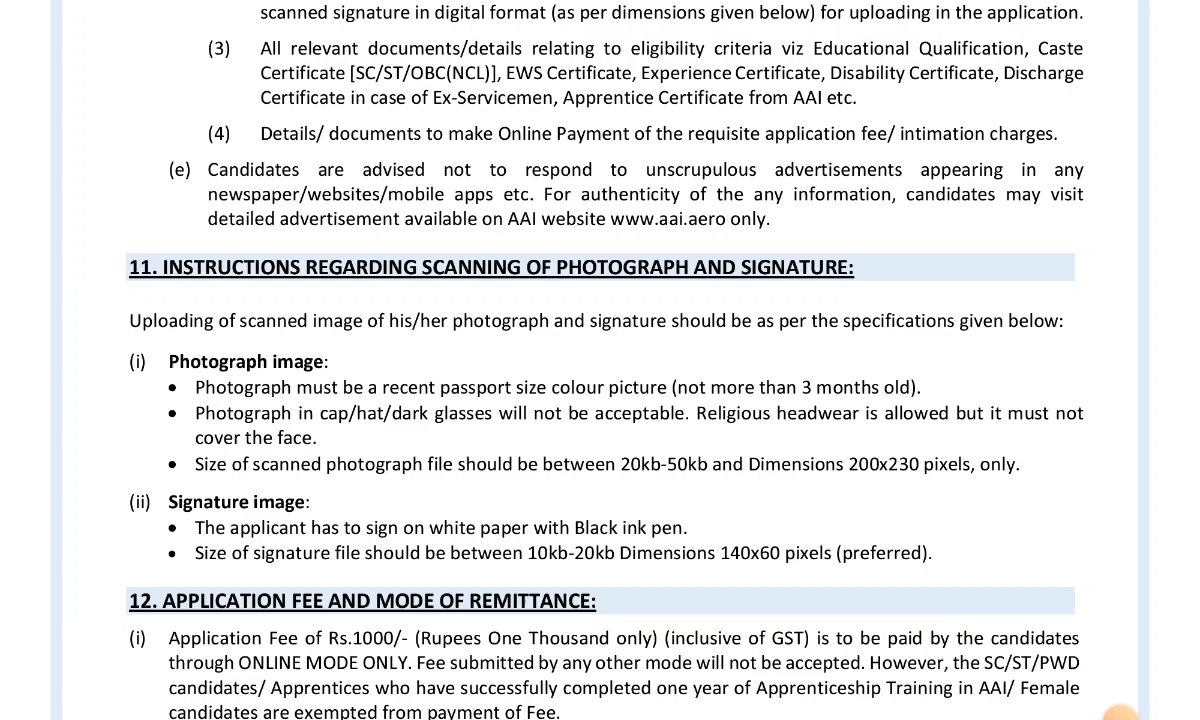 scanned signature in digital format (as per dimensions given below) for uploading in the application.
(3) All relevant documents/details relating to eligibility criteria viz Educational Qualification, Caste
Certificate [SC/ST/OBC(NCL)], EWS Certificate, Experience Certificate, Disability Certificate, Discharge
Certificate in case of Ex-Servicemen, Apprentice Certificate from AAI etc.
(4) Details/ documents to make Online Payment of the requisite application fee/ intimation charges.
(e) Candidates are advised not to respond to unscrupulous advertisements appearing in any
newspaper/websites/mobile apps etc. For authenticity of the any information, candidates may visit
detailed advertisement available on AAI website www.aai.aero only.
11. INSTRUCTIONS REGARDING SCANNING OF PHOTOGRAPH AND SIGNATURE:
Uploading of scanned image of his/her photograph and signature should be as per the specifications given below:
(i) Photograph image:
• Photograph must be a recent passport size colour picture (not more than 3 months old).
• Photograph in cap/hat/dark glasses will not be acceptable. Religious headwear is allowed but it must not
cover the face.
• Size of scanned photograph file should be between 20kb-50kb and Dimensions 200x230 pixels, only.
(ii) Signature image:
• The applicant has to sign on white paper with Black ink pen.
• Size of signature file should be between 10kb-20kb Dimensions 140x60 pixels (preferred).
12. APPLICATION FEE AND MODE OF REMITTANCE:
(i) Application Fee of Rs.1000/- (Rupees One Thousand only) (inclusive of GST) is to be paid by the candidates
through ONLINE MODE ONLY. Fee submitted by any other mode will not be accepted. However, the SC/ST/PWD
candidates/ Apprentices who have successfully completed one year of Apprenticeship Training in AAI/ Female
candidates are exempted from payment of Fee.